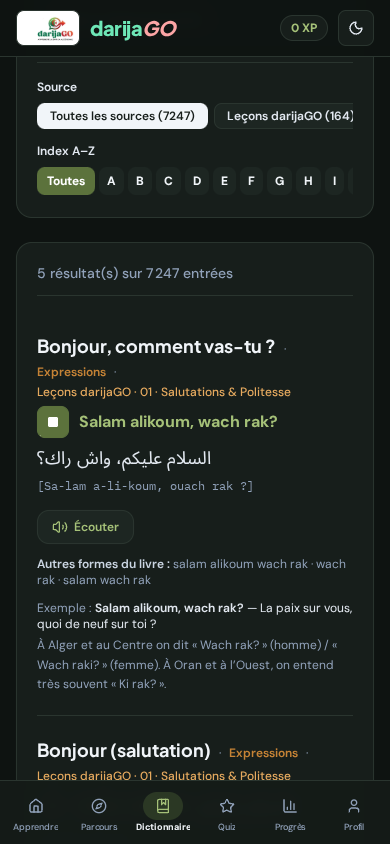 darijaGO
darijaGO
0 XP
Source
Toutes les sources (7247)
Leçons darijaGO (164)
Index A–Z
Toutes
A
B
C
D
E
F
G
H
I
5 résultat(s) sur 7 247 entrées
Bonjour, comment vas-tu ? ·
Expressions ·
Leçons darijaGO · 01 · Salutations & Politesse
Salam alikoum, wach rak?
السلام عليكم، واش راك؟
[Sa-lam a-li-koum, ouach rak ?]
Écouter
Autres formes du livre : salam alikoum wach rak · wach
rak · salam wach rak
Exemple : Salam alikoum, wach rak? — La paix sur vous,
quoi de neuf sur toi ?
À Alger et au Centre on dit « Wach rak? » (homme) / «
Wach raki? » (femme). À Oran et à l’Ouest, on entend
très souvent « Ki rak? ».
Bonjour (salutation) · Expressions ·
Leçons darijaGO · 01 · Salutations & Politesse
Apprendre
Parcours
Dictionnaire
Quiz
Progrès
Profil